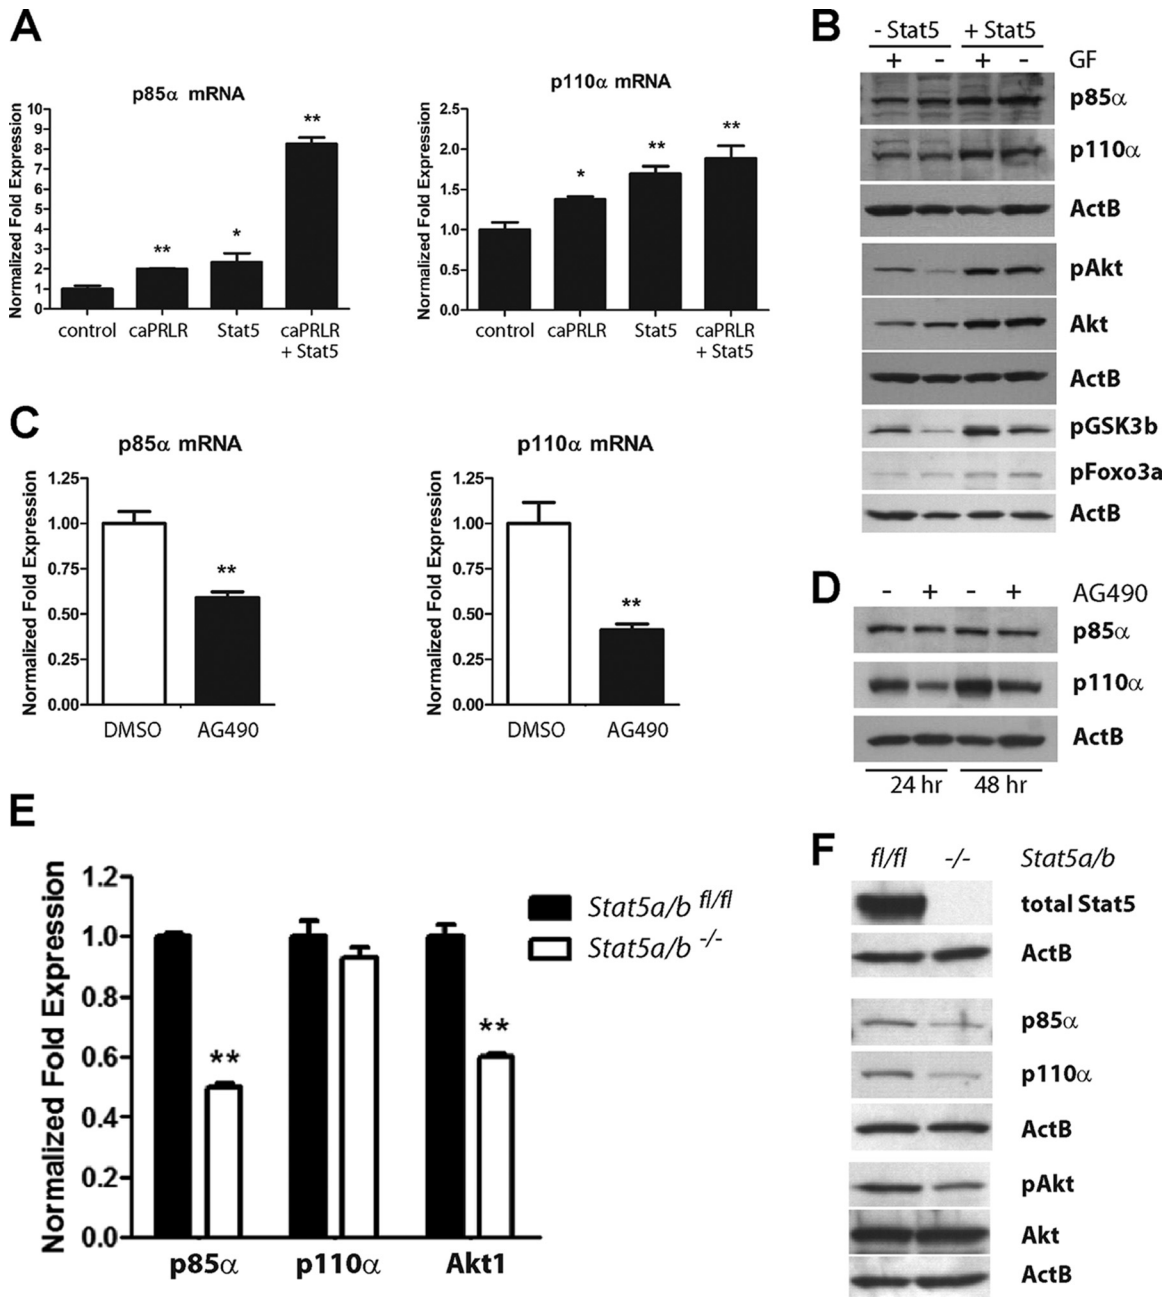 A
p85α mRNA
Normalized Fold Expression
10
9
8
7
6
5
4
3
2
1
0
**
*
**
control
caPRLR
Stat5
caPRLR
+ Stat5
p110α mRNA
Normalized Fold Expression
2.5
2.0
1.5
1.0
0.5
0.0
*
**
**
control
caPRLR
Stat5
caPRLR
+ Stat5
B
- Stat5 + Stat5
+ - + - GF
p85α
p110α
ActB
pAkt
Akt
ActB
pGSK3b
pFoxo3a
ActB
C
p85α mRNA
Normalized Fold Expression
1.25
1.00
0.75
0.50
0.25
0.00
**
DMSO
AG490
p110α mRNA
Normalized Fold Expression
1.25
1.00
0.75
0.50
0.25
0.00
**
DMSO
AG490
D
- + - + AG490
p85α
p110α
ActB
24 hr 48 hr
E
Normalized Fold Expression
1.2
1.0
0.8
0.6
0.4
0.2
0.0
**
**
Stat5a/b fl/fl
Stat5a/b -/-
p85α
p110α
Akt1
F
fl/fl -/- Stat5a/b
total Stat5
ActB
p85α
p110α
ActB
pAkt
Akt
ActB